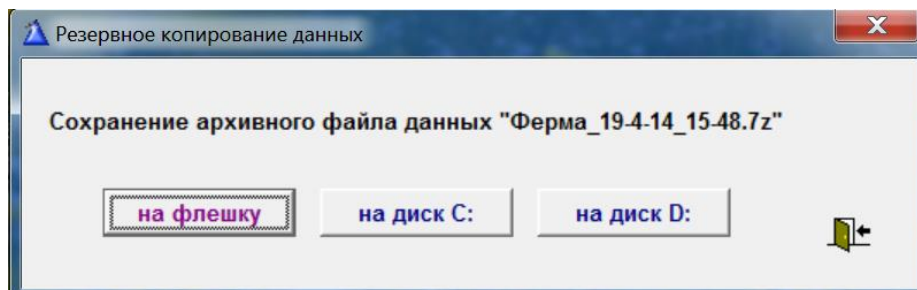 Резервное копирование данных
X
Сохранение архивного файла данных "Ферма_19-4-14_15-48.7z"
на флешку на диск C: на диск D: